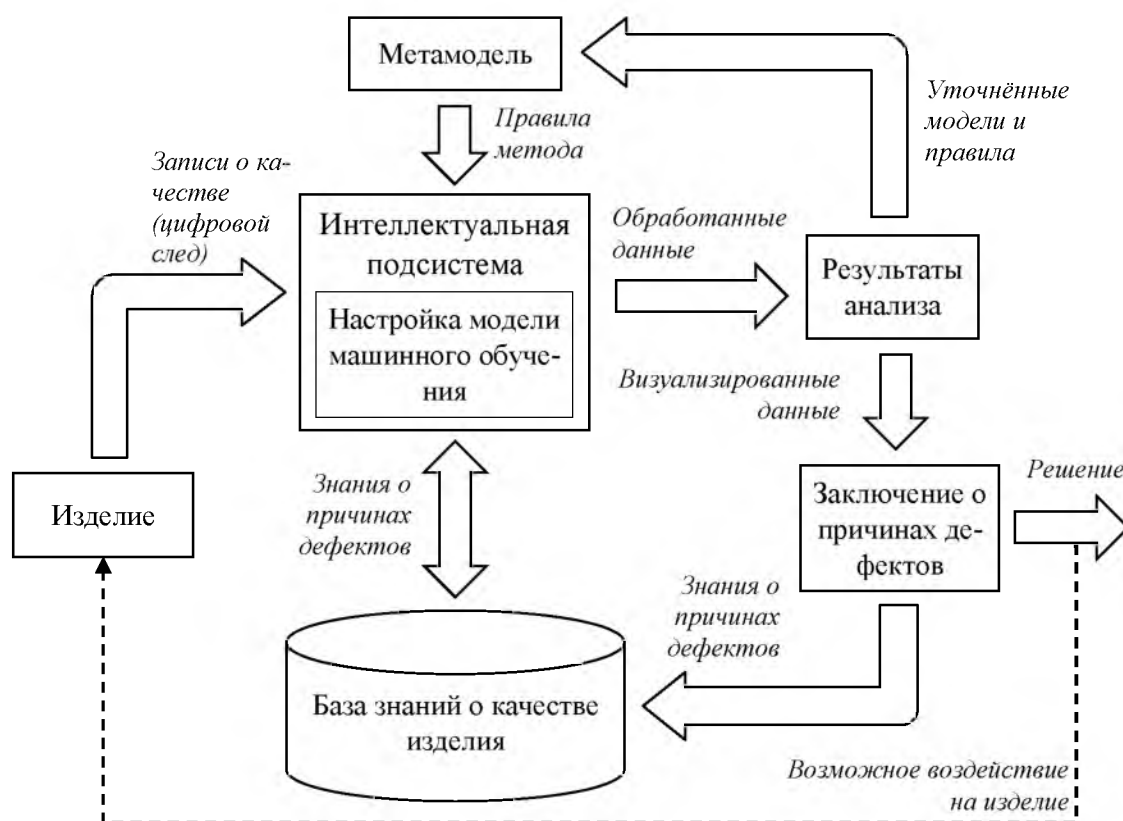 Метамодель
Уточнённые
модели и
правила
Правила
метода
Записи о ка-
честве
(цифровой
след)
Интеллектуальная
подсистема
Настройка модели
машинного обуче-
ния
Обработанные
данные
Результаты
анализа
Визуализированные
данные
Изделие
Знания о
причинах
дефектов
Заключение о
причинах де-
фектов
Решение
Знания о
причинах
дефектов
База знаний о качестве
изделия
Возможное воздействие
на изделие